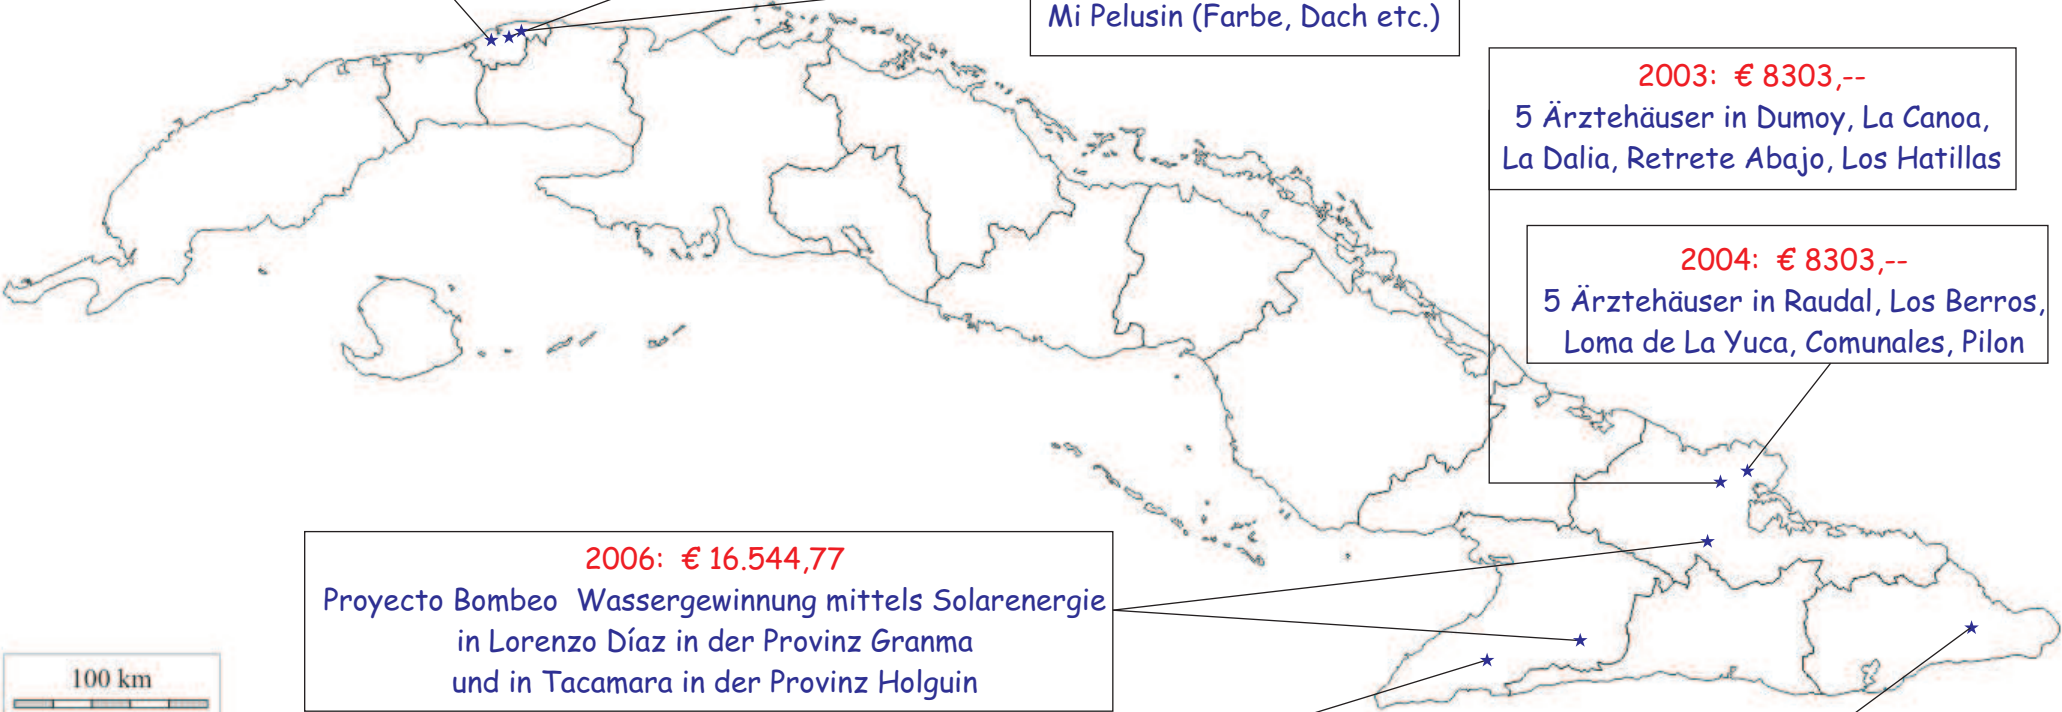 Mi Pelusin (Farbe, Dach etc.)
2003: € 8303,--
5 Ärztehäuser in Dumoy, La Canoa,
La Dalia, Retrete Abajo, Los Hatillas
2004: € 8303,--
5 Ärztehäuser in Raudal, Los Berros,
Loma de La Yuca, Comunales, Pilon
2006: € 16.544,77
Proyecto Bombeo Wassergewinnung mittels Solarenergie
in Lorenzo Díaz in der Provinz Granma
und in Tacamara in der Provinz Holguin
100 km